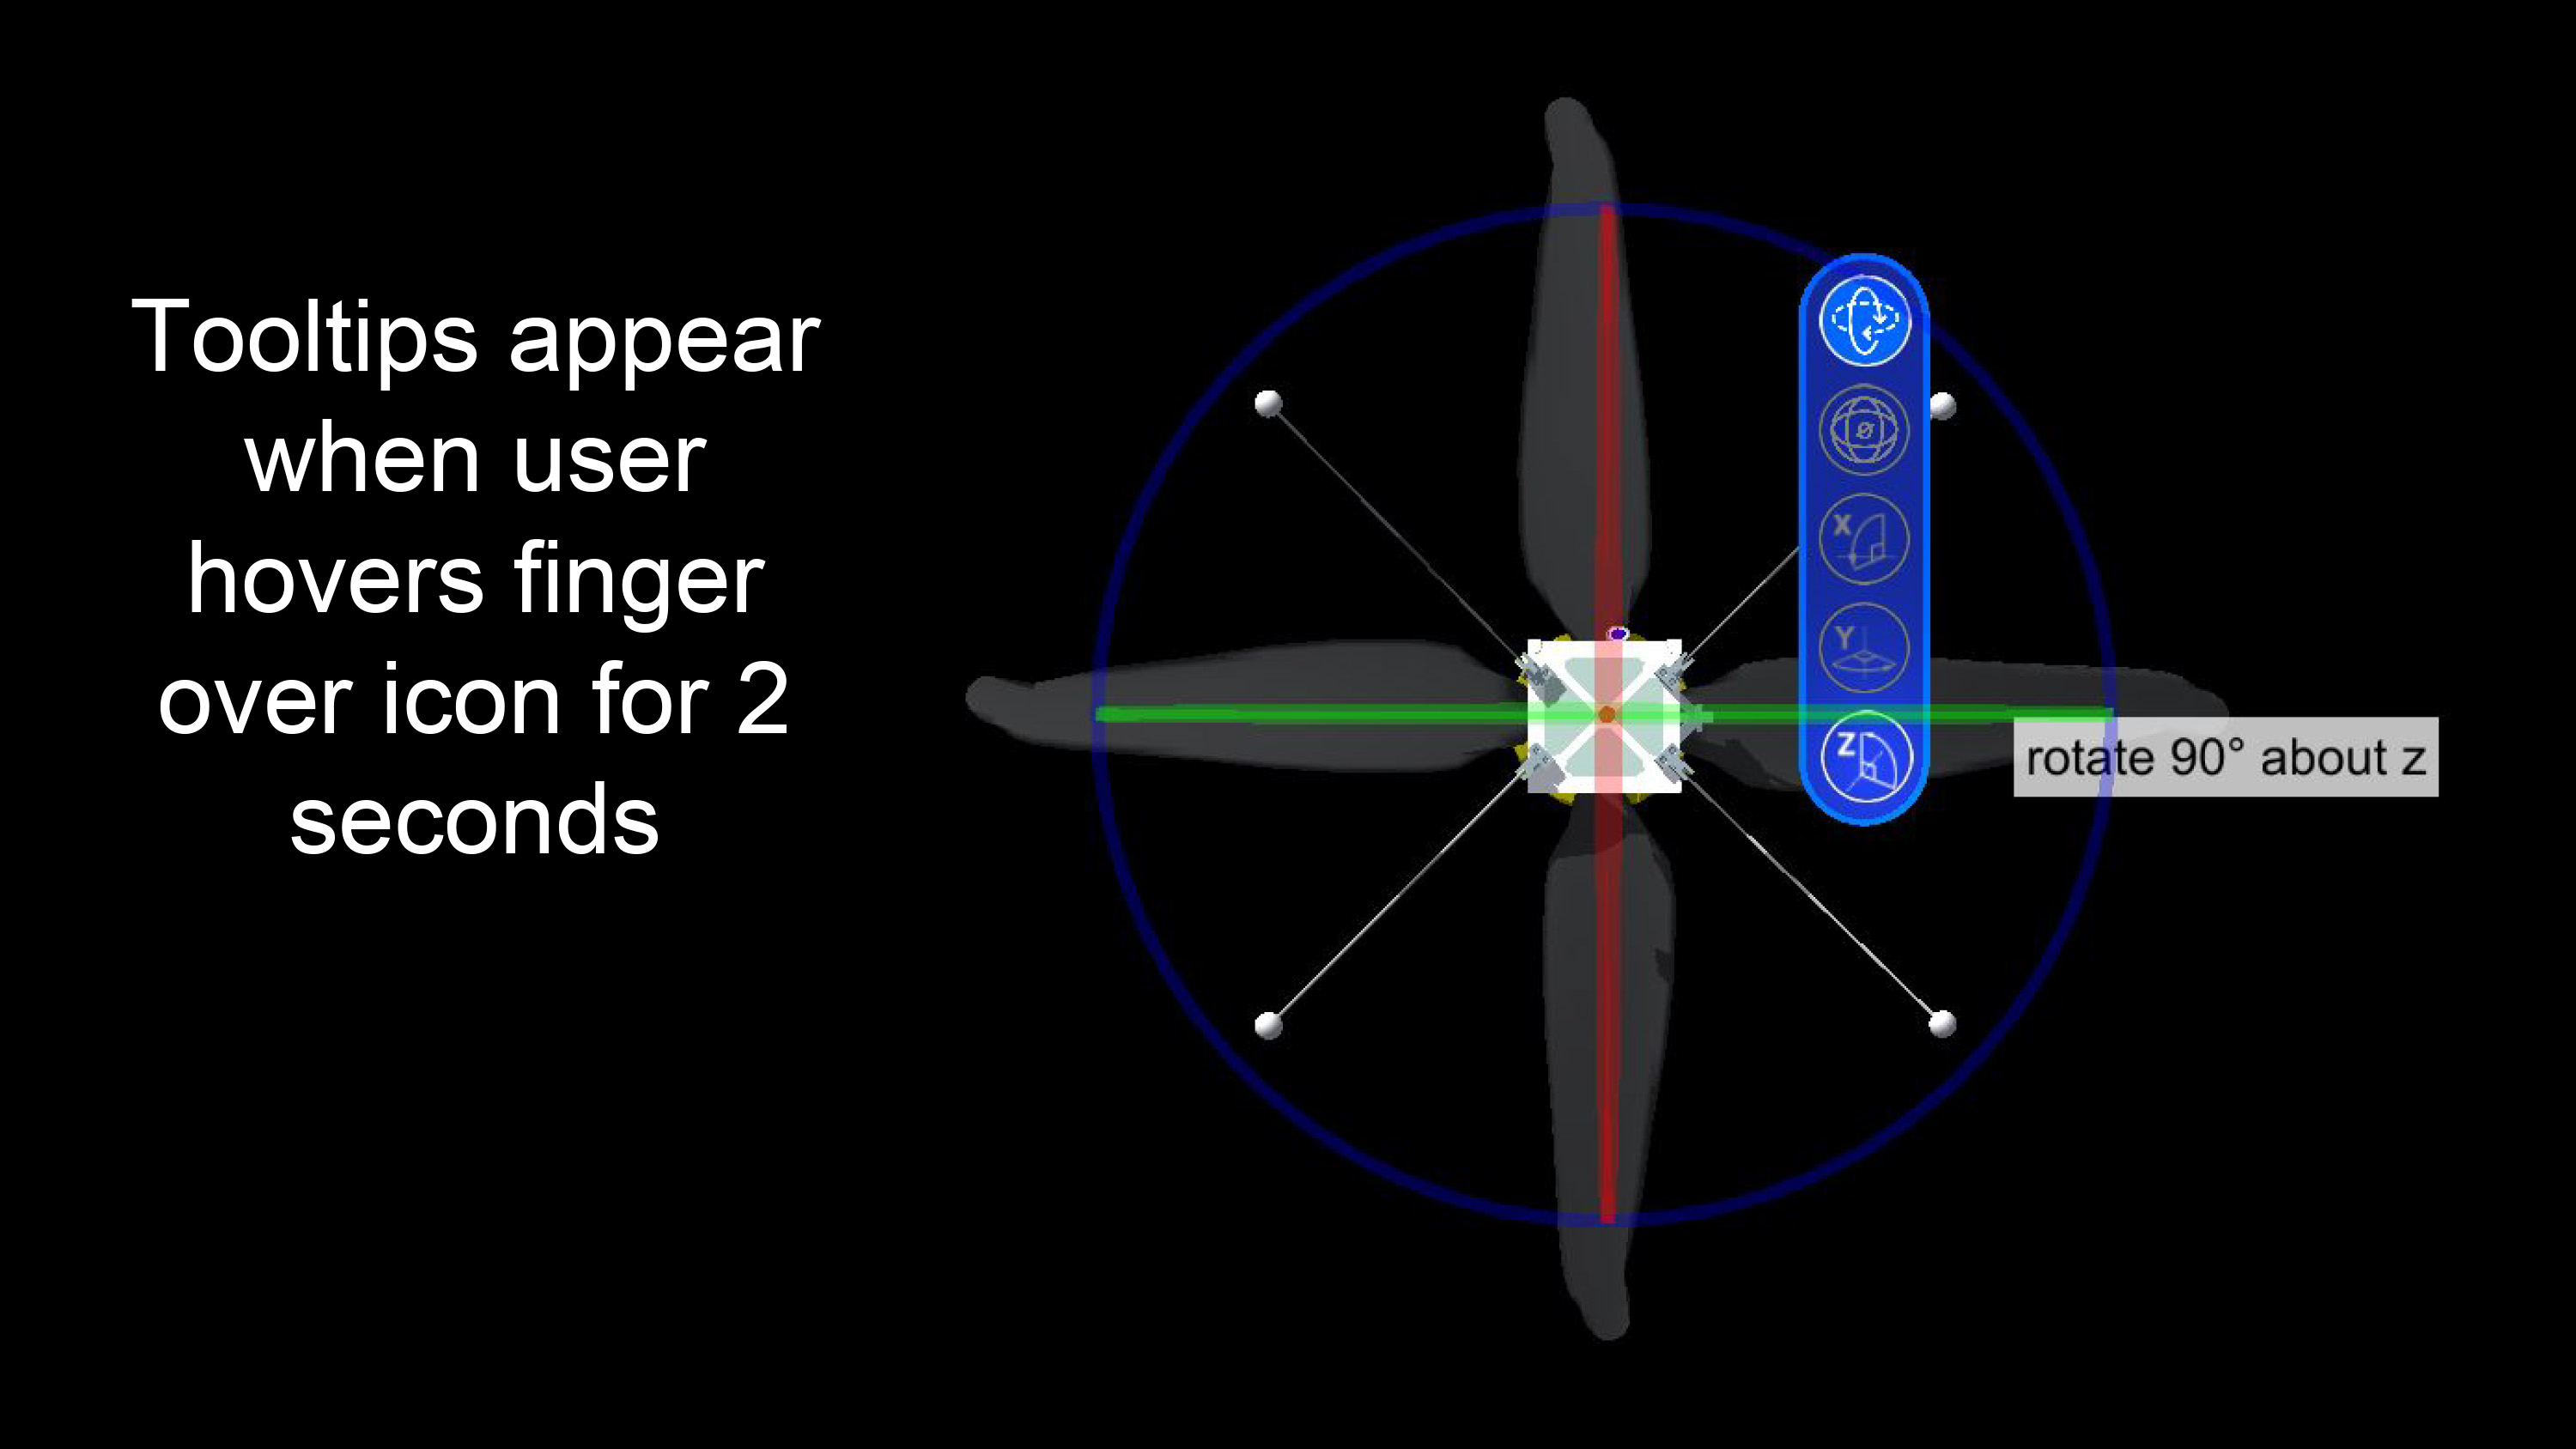 Tooltips appear
when user
hovers finger
over icon for 2
seconds
ø
X
Y
Z
rotate 90° about z